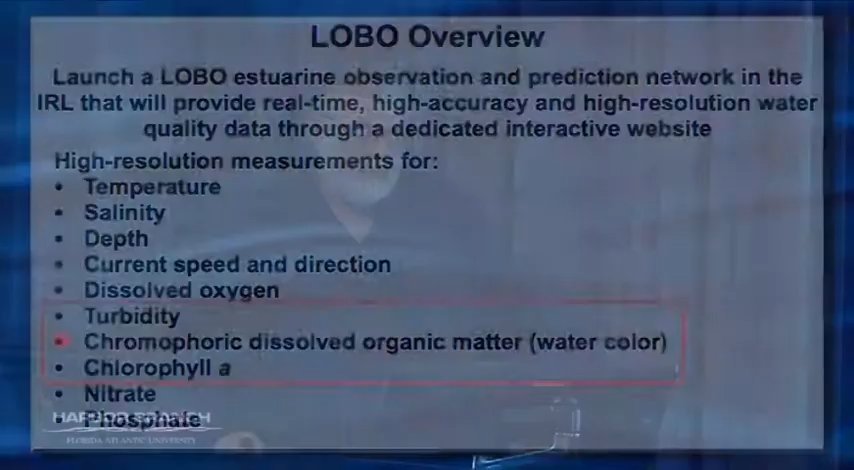 LOBO Overview
Launch a LOBO estuarine observation and prediction network in the
IRL that will provide real-time, high-accuracy and high-resolution water
quality data through a dedicated interactive website
High-resolution measurements for:
• Temperature
• Salinity
• Depth
• Current speed and direction
• Dissolved oxygen
• Turbidity
• Chromophoric dissolved organic matter (water color)
• Chlorophyll a
• Nitrate
HARBOR BRANCH
• Phosphate
FLORIDA ATLANTIC UNIVERSITY